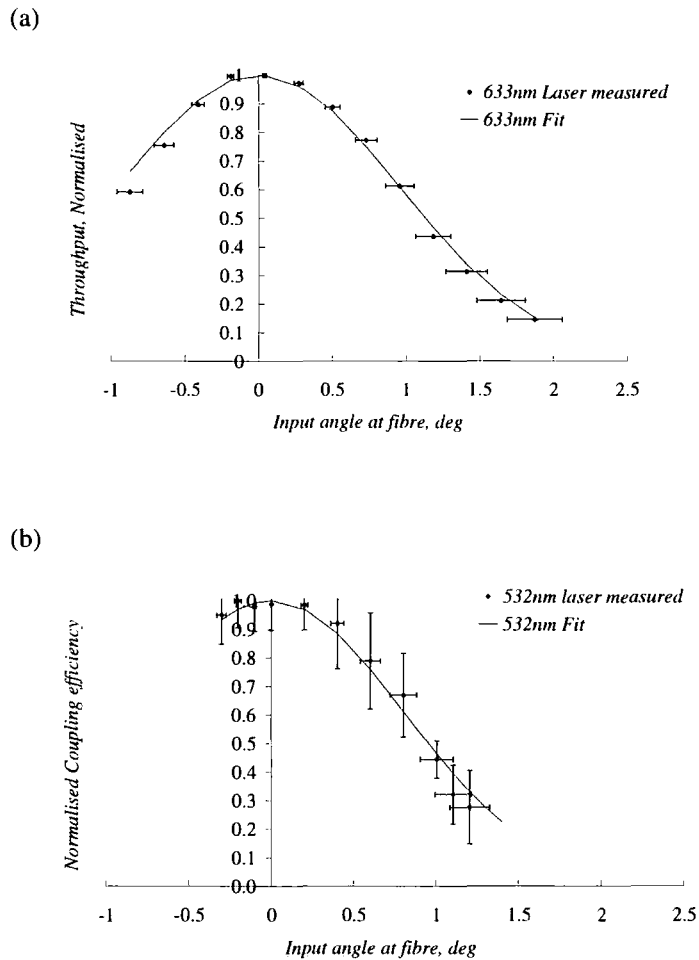 (a)
1
0.9
0.8
0.7
0.6
0.5
0.4
0.3
0.2
0.1
0
Throughput, Normalised
633nm Laser measured
633nm Fit
-1 -0.5 0 0.5 1 1.5 2 2.5
Input angle at fibre, deg
(b)
1.0
0.9
0.8
0.7
0.6
0.5
0.4
0.3
0.2
0.1
0.0
Normalised Coupling efficiency
532nm laser measured
532nm Fit
-1 -0.5 0 0.5 1 1.5 2 2.5
Input angle at fibre, deg